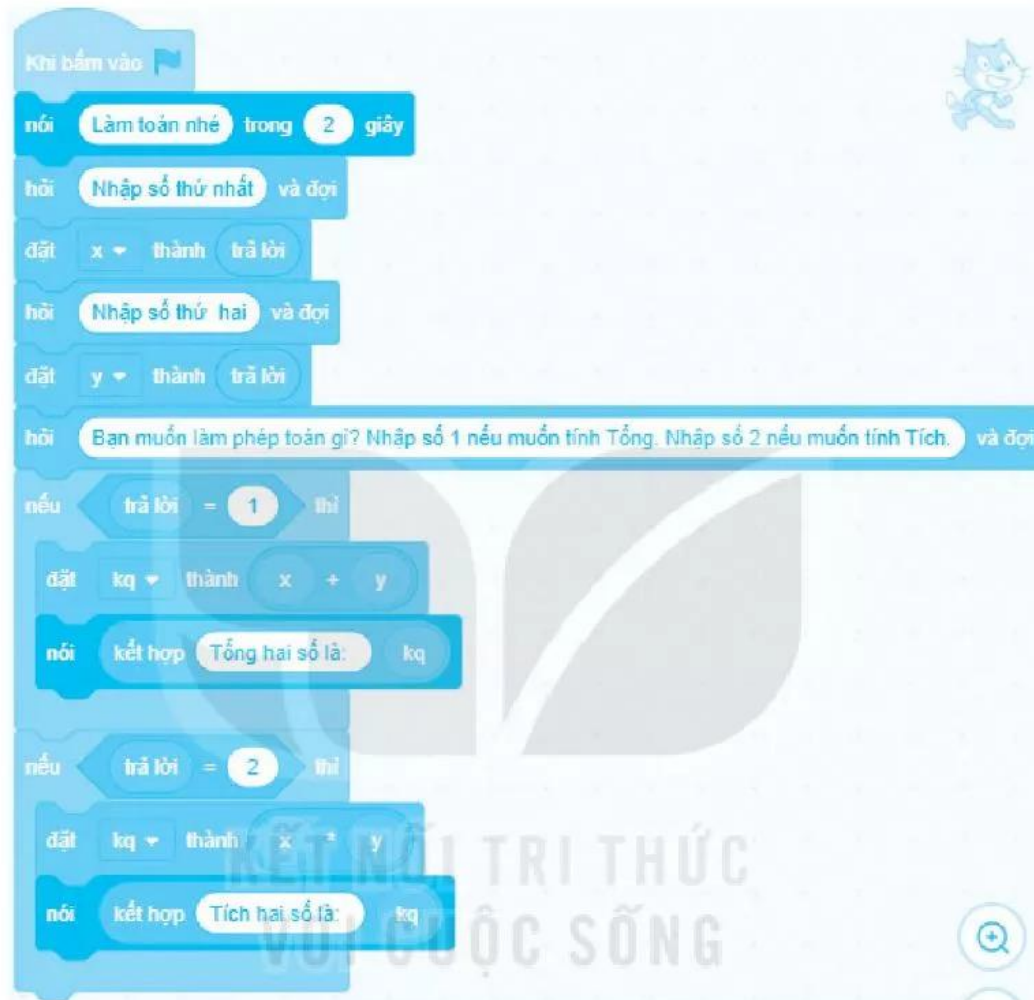 Khi bấm vào
nói Làm toán nhé trong 2 giây
hỏi Nhập số thứ nhất và đợi
đặt x thành trả lời
hỏi Nhập số thứ hai và đợi
đặt y thành trả lời
hỏi Bạn muốn làm phép toán gì? Nhập số 1 nếu muốn tính Tổng. Nhập số 2 nếu muốn tính Tích. và đợi
nếu trả lời = 1 thì
đặt kq thành x + y
nói kết hợp Tổng hai số là: kq
nếu trả lời = 2 thì
đặt kq thành x * y
nói kết hợp Tích hai số là: kq
KẾT NỐI TRI THỨC
VỚI CUỘC SỐNG